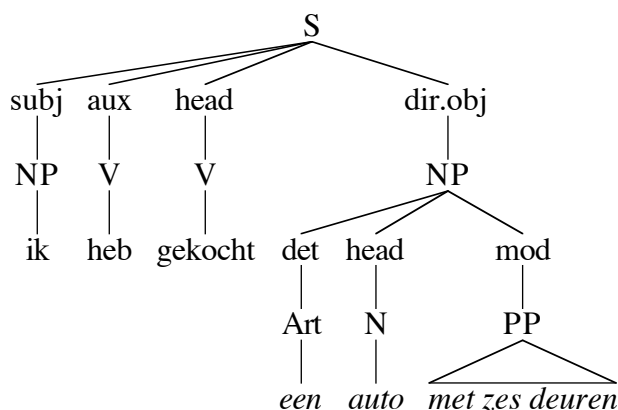 S
subj aux head dir.obj
NP V V NP
ik heb gekocht det head mod
Art N PP
een auto met zes deuren